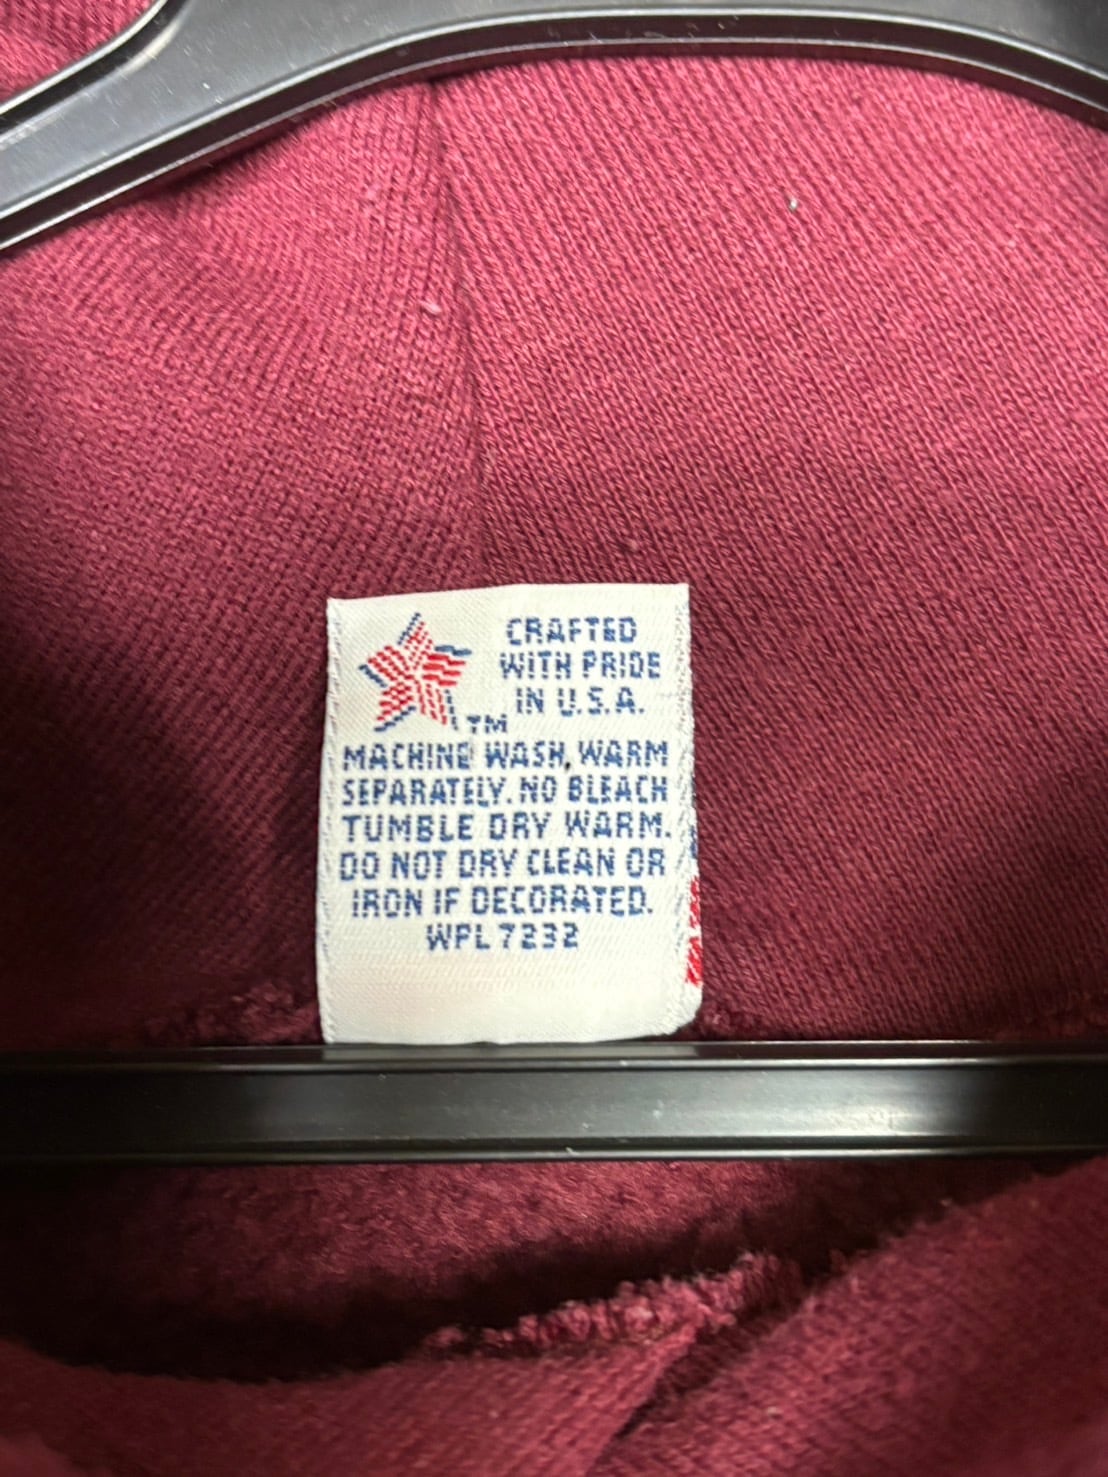 CRAFTED
WITH PRIDE
IN U.S.A.
TM
MACHINE WASH, WARM
SEPARATELY. NO BLEACH
TUMBLE DRY WARM.
DO NOT DRY CLEAN OR
IRON IF DECORATED.
WPL 7232